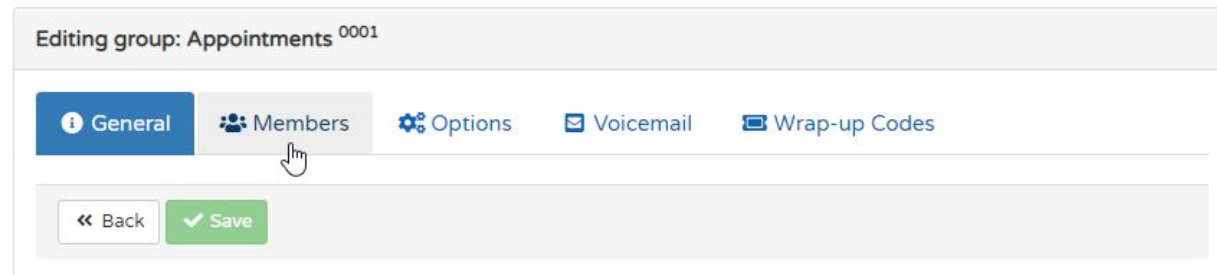 Editing group: Appointments 0001
General Members Options Voicemail Wrap-up Codes
Back Save